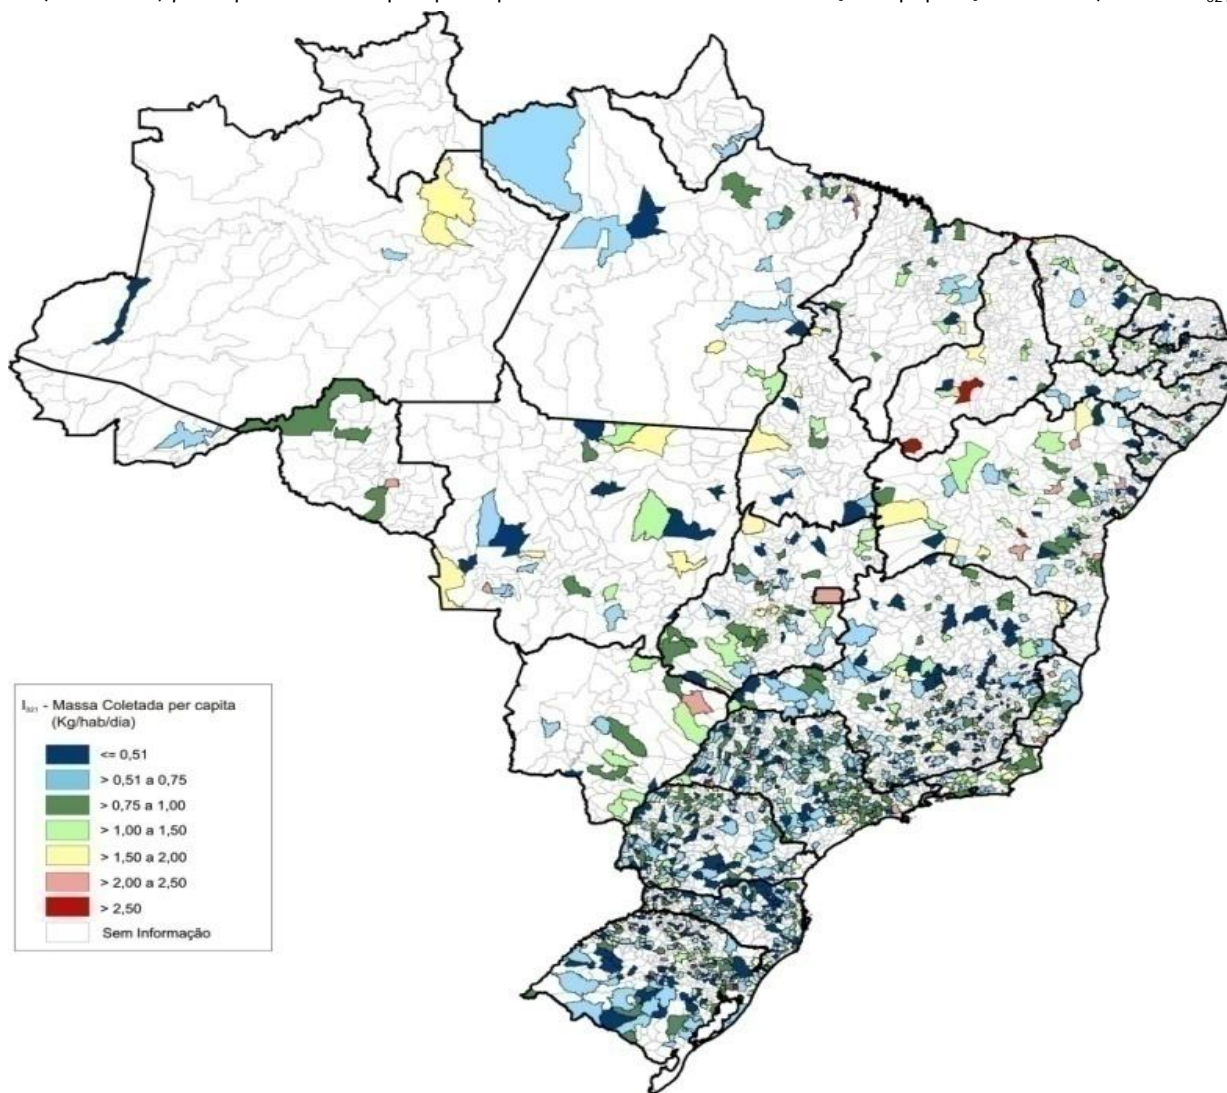 I₀₂₁ - Massa Coletada per capita
(Kg/hab/dia)
<= 0,51
> 0,51 a 0,75
> 0,75 a 1,00
> 1,00 a 1,50
> 1,50 a 2,00
> 2,00 a 2,50
> 2,50
Sem Informação